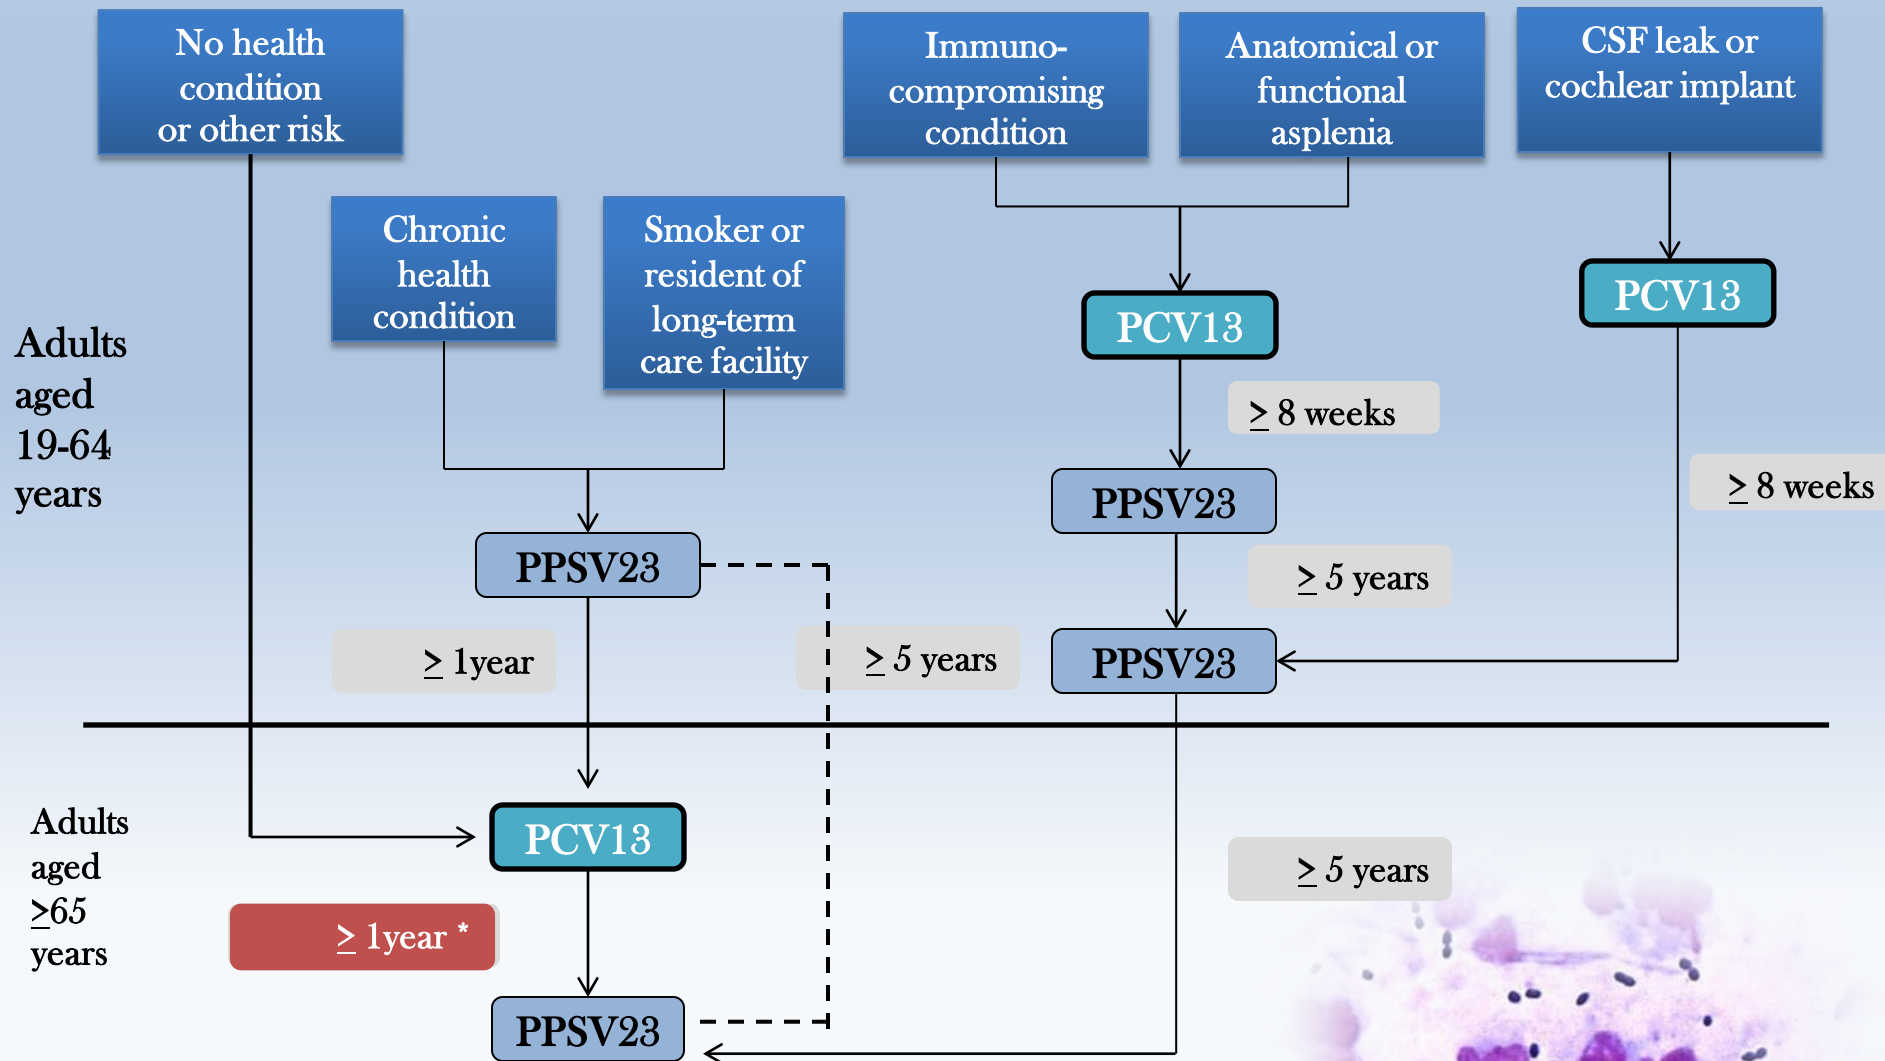 No health
condition
or other risk
Immuno-
compromising
condition
Anatomical or
functional
asplenia
CSF leak or
cochlear implant
Chronic
health
condition
Smoker or
resident of
long-term
care facility
PCV13
PCV13
Adults
aged
19-64
years
≥ 8 weeks
≥ 8 weeks
PPSV23
PPSV23
≥ 5 years
≥ 1year
≥ 5 years
PPSV23
Adults
aged
≥65
years
PCV13
≥ 5 years
≥ 1year *
PPSV23